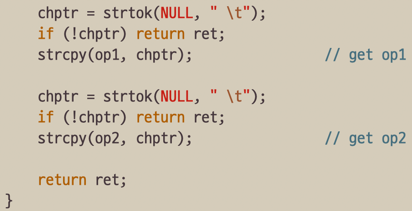 chptr = strtok(NULL, " \t");
if (!chptr) return ret;
strcpy(op1, chptr); // get op1
chptr = strtok(NULL, " \t");
if (!chptr) return ret;
strcpy(op2, chptr); // get op2
return ret;
}